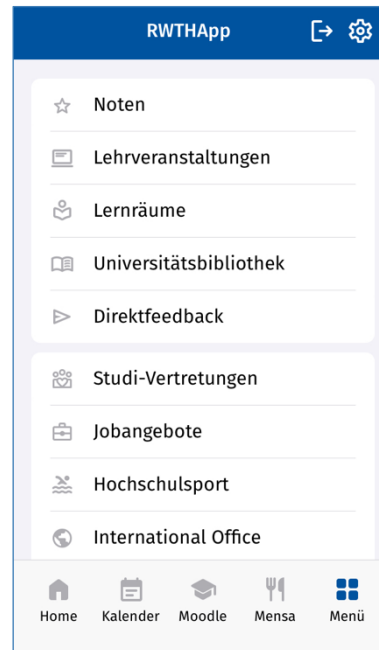 RWTHApp
Noten
Lehrveranstaltungen
Lernräume
Universitätsbibliothek
Direktfeedback
Studi-Vertretungen
Jobangebote
Hochschulsport
International Office
Home Kalender Moodle Mensa Menü